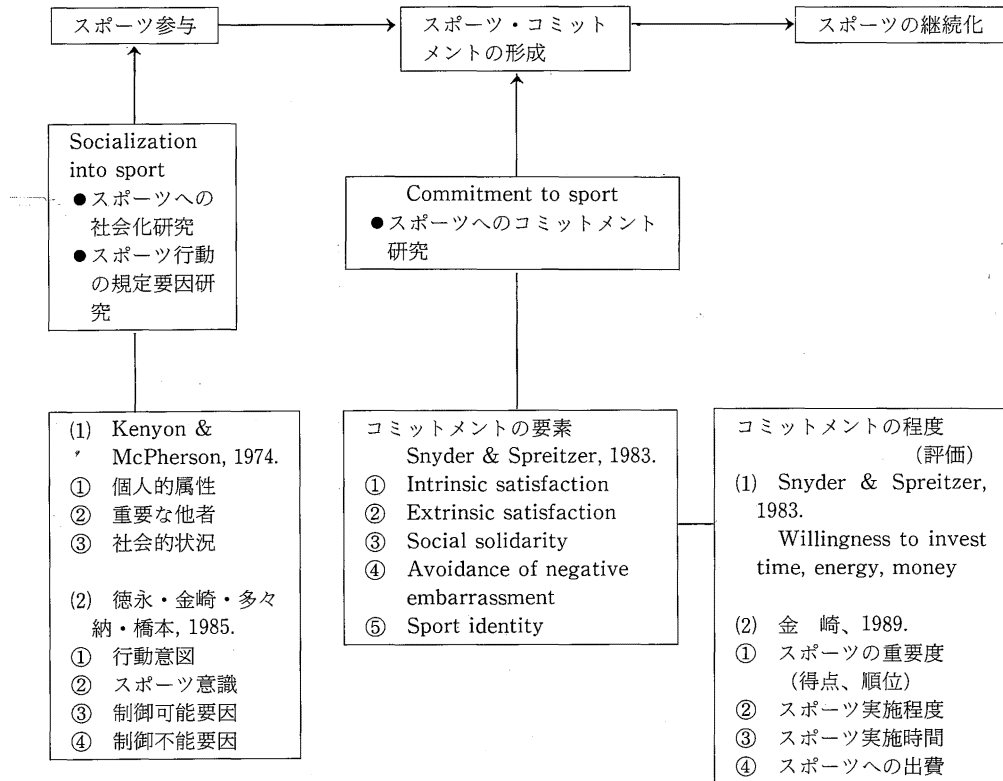 スポーツ参与
スポーツ・コミット
メントの形成
スポーツの継続化
Socialization
into sport
●スポーツへの
社会化研究
●スポーツ行動
の規定要因研
究
Commitment to sport
●スポーツへのコミットメント
研究
(1) Kenyon &
McPherson, 1974.
① 個人的属性
② 重要な他者
③ 社会的状況
(2) 徳永・金崎・多々
納・橋本, 1985.
① 行動意図
② スポーツ意識
③ 制御可能要因
④ 制御不能要因
コミットメントの要素
Snyder & Spreitzer, 1983.
① Intrinsic satisfaction
② Extrinsic satisfaction
③ Social solidarity
④ Avoidance of negative
embarrassment
⑤ Sport identity
コミットメントの程度
(評価)
(1) Snyder & Spreitzer,
1983.
Willingness to invest
time, energy, money
(2) 金 崎、1989.
① スポーツの重要度
(得点、順位)
② スポーツ実施程度
③ スポーツ実施時間
④ スポーツへの出費